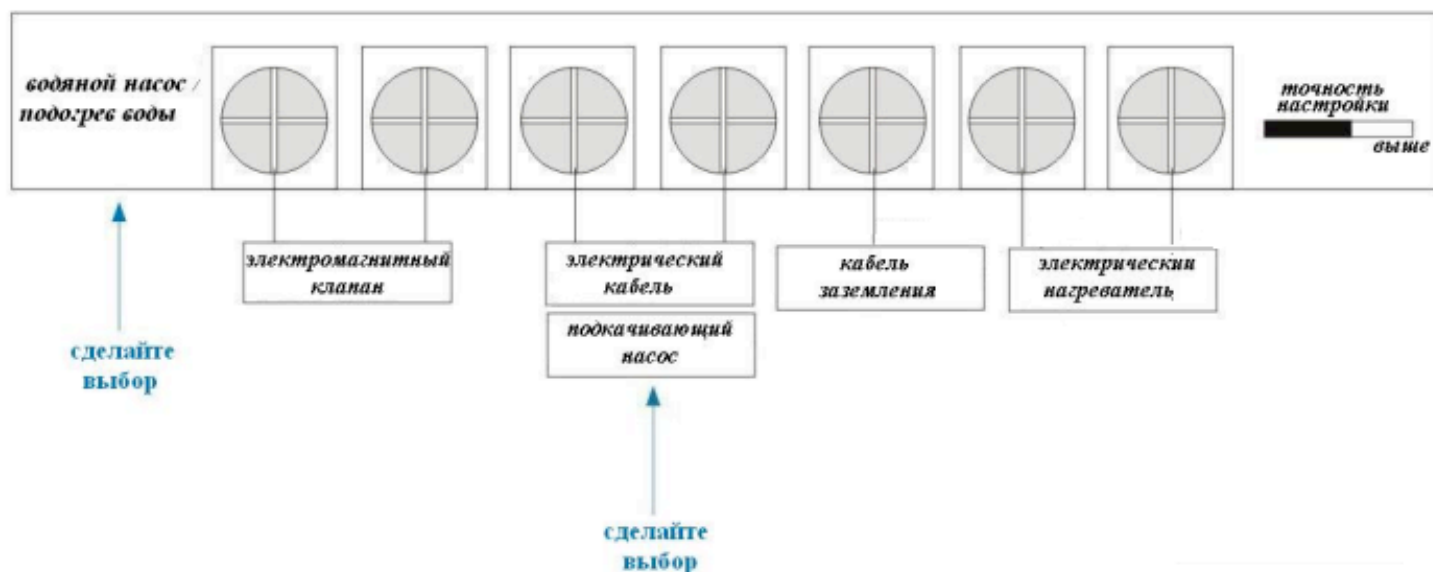 водяной насос /
подогрев воды
точность
настройки
выше
электромагнитный
клапан
электрический
кабель
кабель
заземления
электрически
нагреватель
подкачивающий
насос
сделайте
выбор
сделайте
выбор